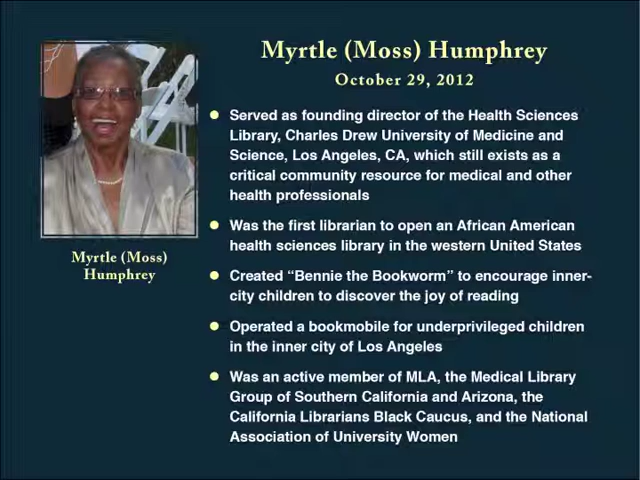 Myrtle (Moss) Humphrey
October 29, 2012
Myrtle (Moss)
Humphrey
Served as founding director of the Health Sciences
Library, Charles Drew University of Medicine and
Science, Los Angeles, CA, which still exists as a
critical community resource for medical and other
health professionals
Was the first librarian to open an African American
health sciences library in the western United States
Created “Bennie the Bookworm” to encourage inner-
city children to discover the joy of reading
Operated a bookmobile for underprivileged children
in the inner city of Los Angeles
Was an active member of MLA, the Medical Library
Group of Southern California and Arizona, the
California Librarians Black Caucus, and the National
Association of University Women